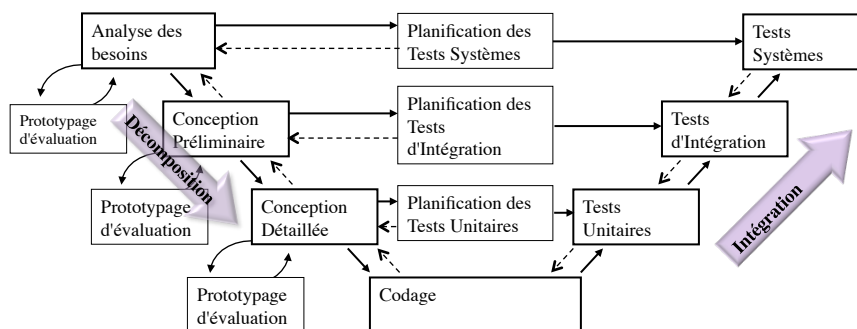 Analyse des
besoins
Planification des
Tests Systèmes
Tests
Systèmes
Prototypage
d'évaluation
Décomposition
Conception
Préliminaire
Planification des
Tests
d'Intégration
Tests
d'Intégration
Intégration
Prototypage
d'évaluation
Conception
Détaillée
Planification des
Tests Unitaires
Tests
Unitaires
Prototypage
d'évaluation
Codage